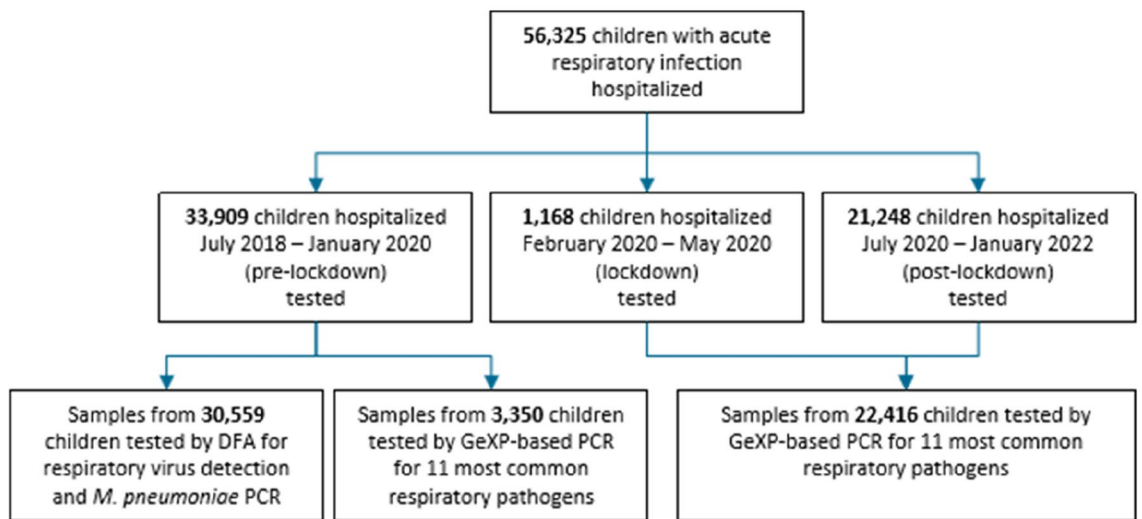 56,325 children with acute
respiratory infection
hospitalized
33,909 children hospitalized
July 2018 – January 2020
(pre-lockdown)
tested
1,168 children hospitalized
February 2020 – May 2020
(lockdown)
tested
21,248 children hospitalized
July 2020 – January 2022
(post-lockdown)
tested
Samples from 30,559
children tested by DFA for
respiratory virus detection
and M. pneumoniae PCR
Samples from 3,350 children
tested by GeXP-based PCR
for 11 most common
respiratory pathogens
Samples from 22,416 children tested by
GeXP-based PCR for 11 most common
respiratory pathogens